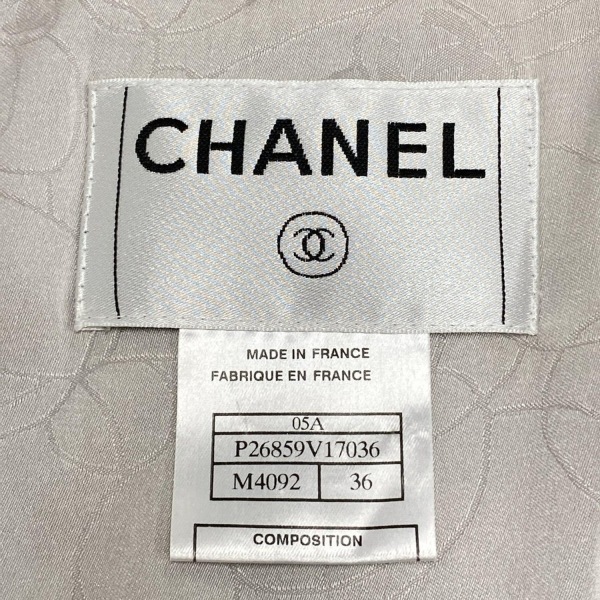 CHANEL
MADE IN FRANCE
FABRIQUE EN FRANCE
05A
P26859V17036
M4092 36
COMPOSITION